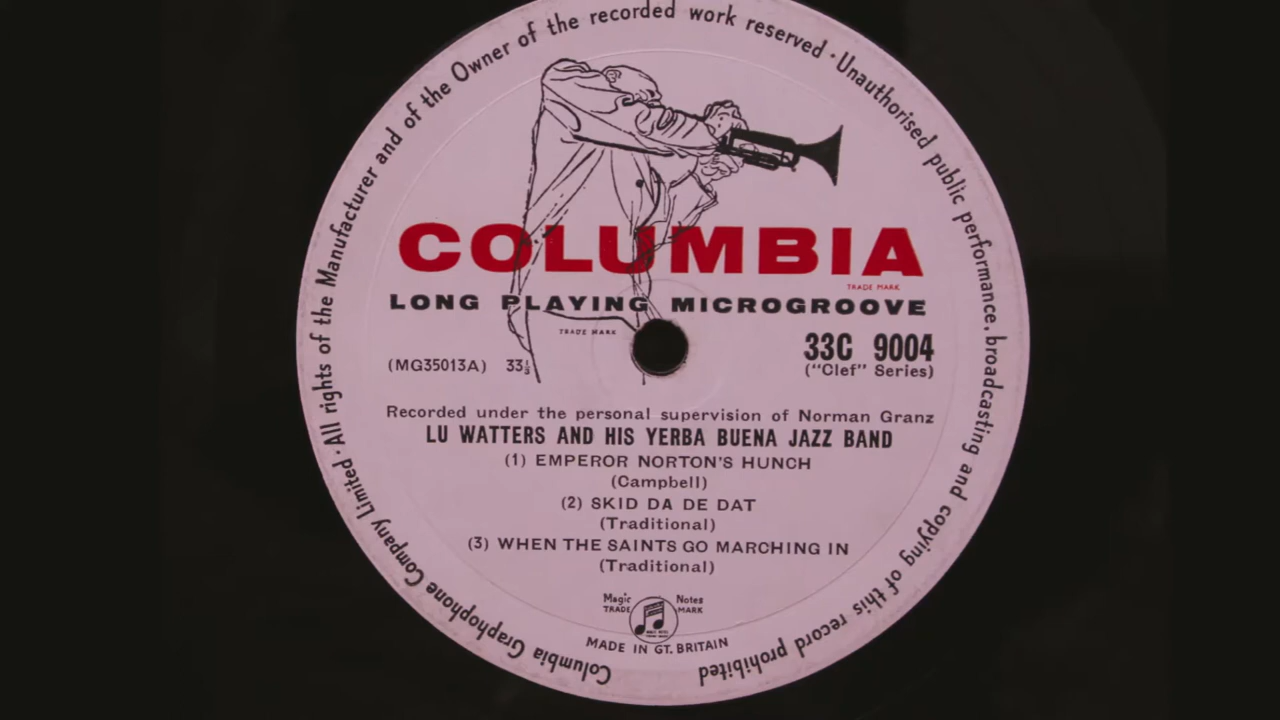 Columbia Graphophone Company Limited · All rights of the Manufacturer and of the Owner of the recorded work reserved · Unauthorised public performance, broadcasting and copying of this record prohibited
COLUMBIA
TRADE MARK
LONG PLAYING MICROGROOVE
TRADE MARK
33C 9004
(MG35013A) 33⅓ ("Clef" Series)
Recorded under the personal supervision of Norman Granz
LU WATTERS AND HIS YERBA BUENA JAZZ BAND
(1) EMPEROR NORTON'S HUNCH
(Campbell)
(2) SKID DA DE DAT
(Traditional)
(3) WHEN THE SAINTS GO MARCHING IN
(Traditional)
Magic Notes
TRADE MARK
MADE IN GT. BRITAIN